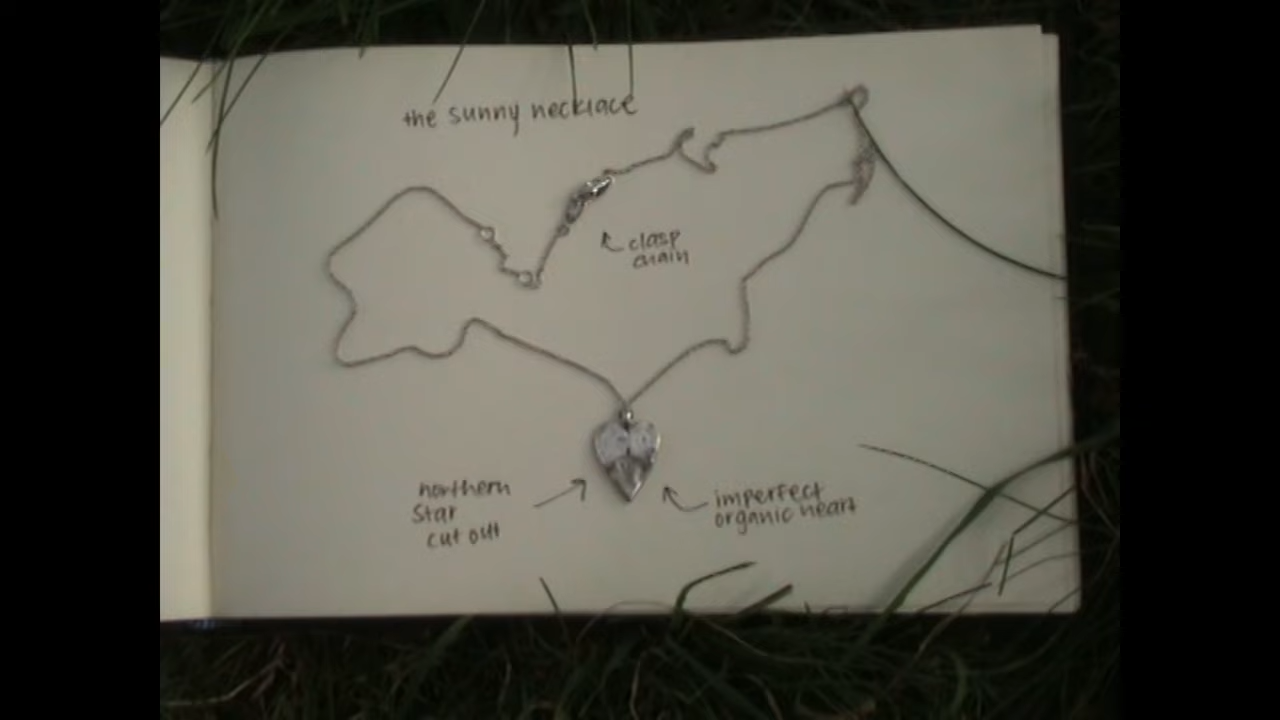 the sunny necklace
clasp
chain
northern
star
cut out
imperfect
organic heart